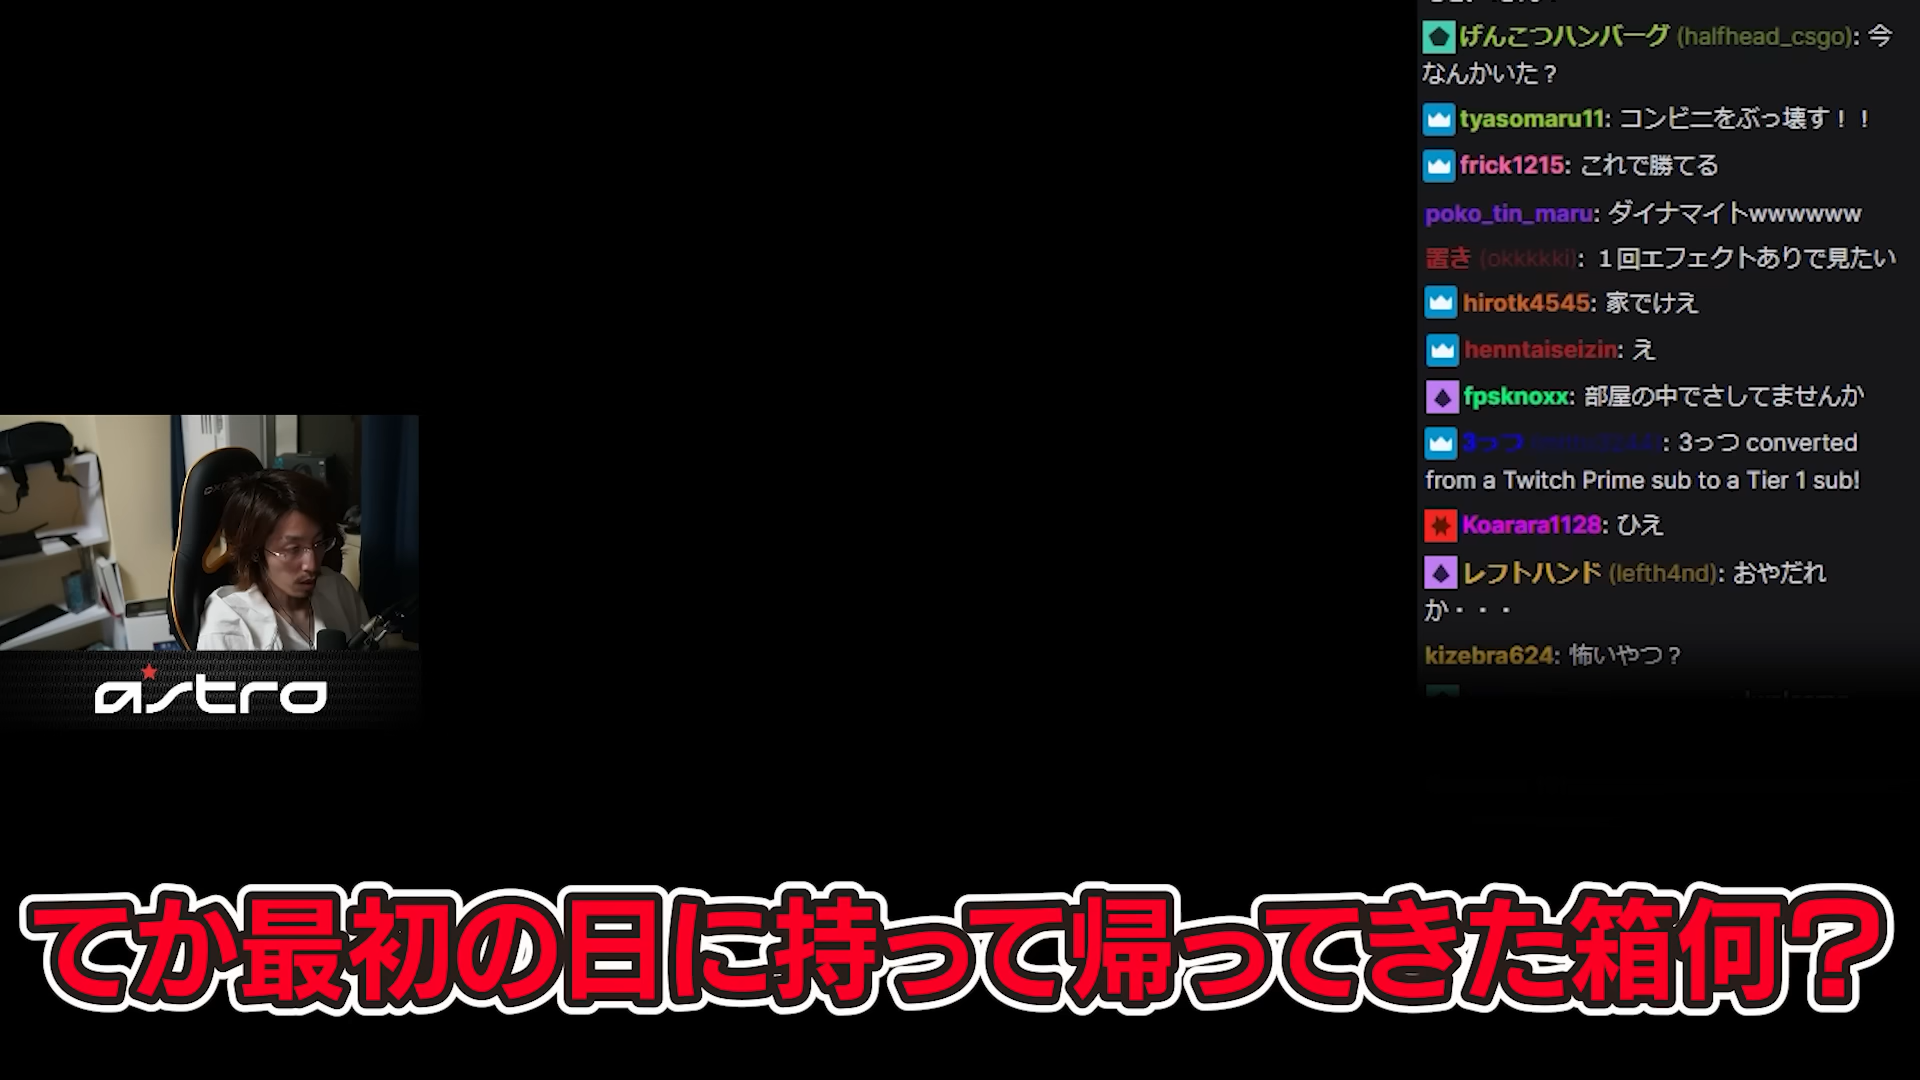 げんこつハンバーグ (halfhead_csgo): 今
なんかいた？
tyasomaru11: コンビニをぶっ壊す！！
frick1215: これで勝てる
poko_tin_maru: ダイナマイトwwwwww
置き (okkkkki): １回エフェクトありで見たい
hirotk4545: 家でけえ
henntaiseizin: え
fpsknoxx: 部屋の中でさしてませんか
3っつ : 3っつ converted
from a Twitch Prime sub to a Tier 1 sub!
Koarara1128: ひえ
レフトハンド (lefth4nd): おやだれ
か・・・
kizebra624: 怖いやつ？
astro
てか最初の日に持って帰ってきた箱何？